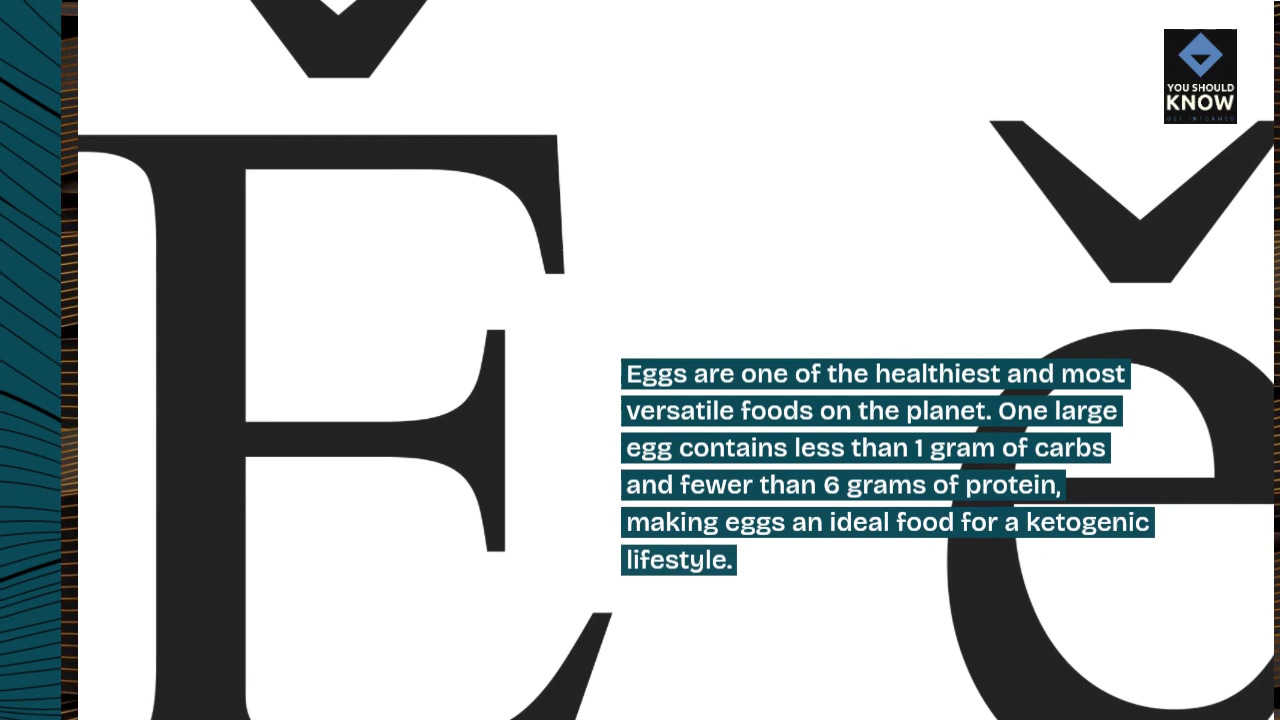 Ě
ě
YOU SHOULD
KNOW
GET INFORMED
Eggs are one of the healthiest and most
versatile foods on the planet. One large
egg contains less than 1 gram of carbs
and fewer than 6 grams of protein,
making eggs an ideal food for a ketogenic
lifestyle.